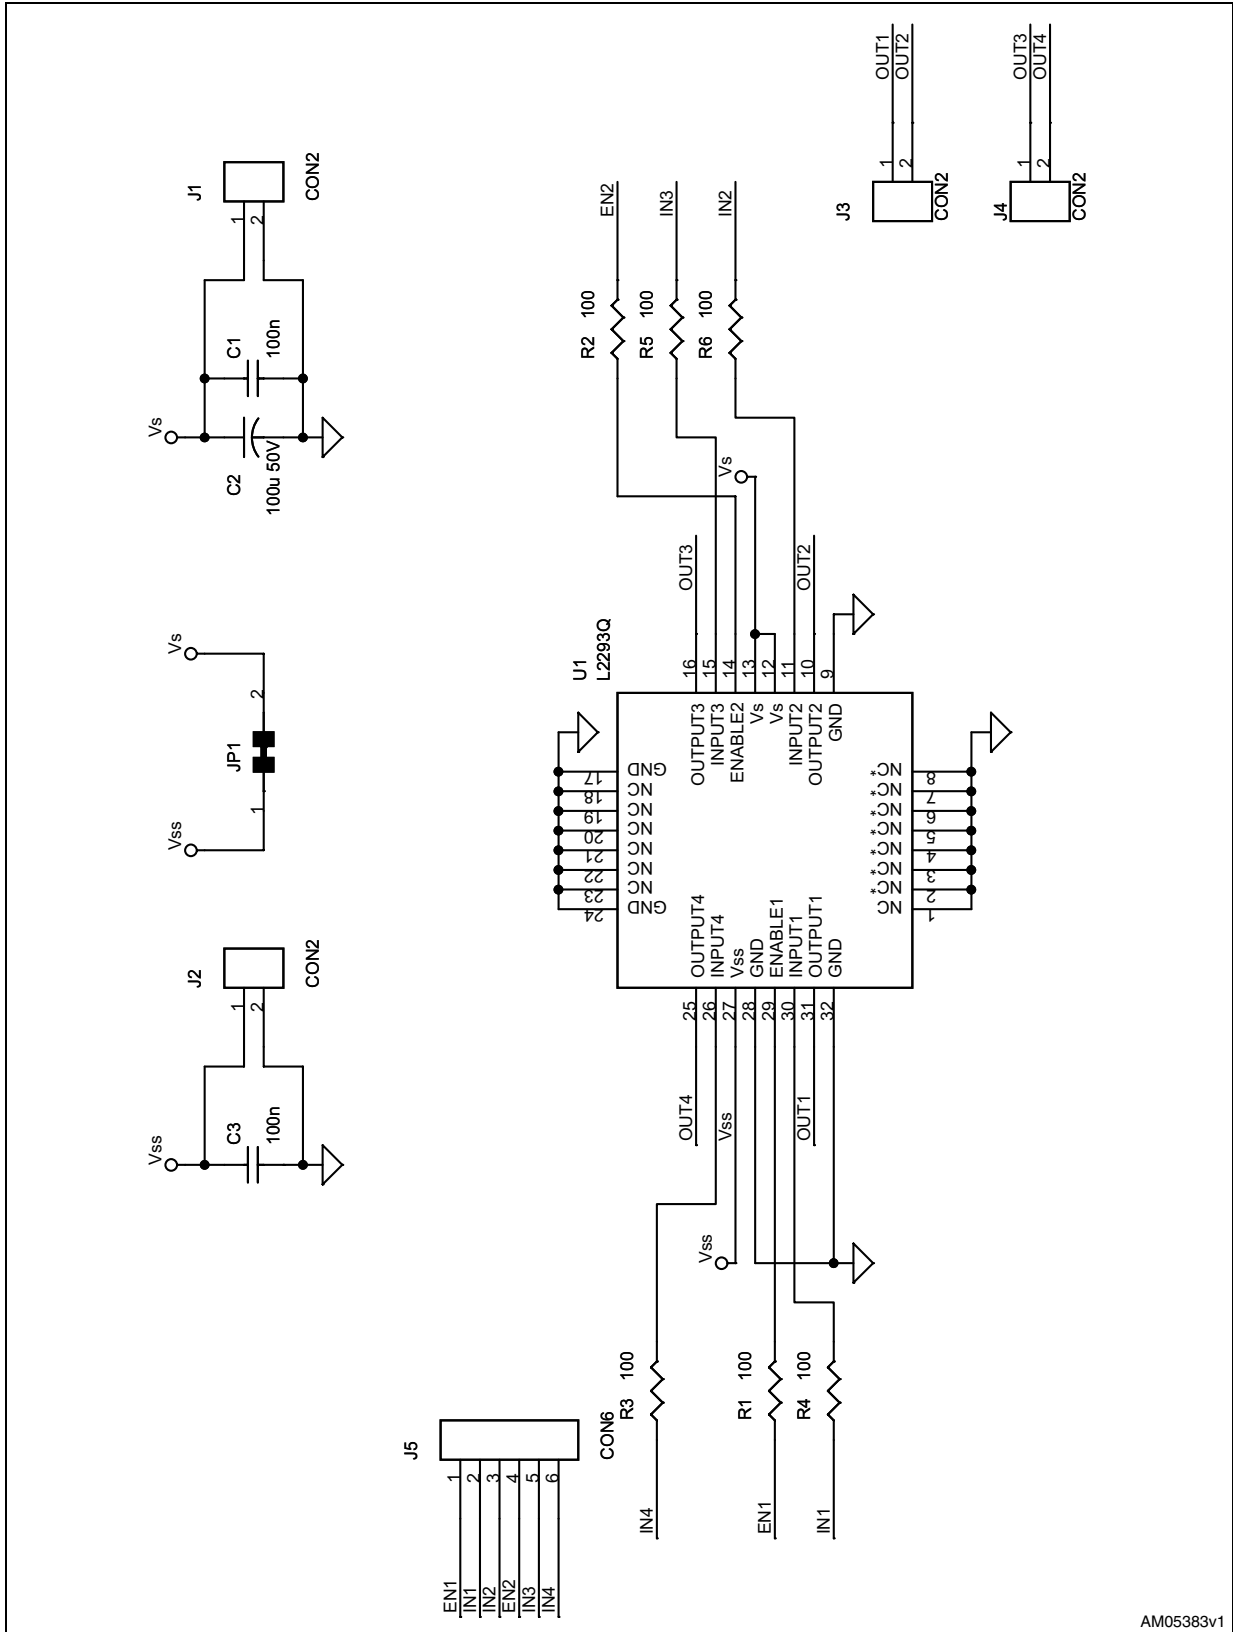 OUT1
OUT2
1
2
J3
CON2
OUT3
OUT4
1
2
J4
CON2
J1
CON2
1
2
Vs
C1
100n
C2
100u 50V
Vs
JP1
2
1
Vss
J2
CON2
1
2
Vss
C3
100n
EN2
IN3
IN2
R2 100
R5 100
R6 100
Vs
OUT3
OUT2
U1
L2293Q
16
15
14
13
12
11
10
9
OUTPUT3
INPUT3
ENABLE2
Vs
Vs
INPUT2
OUTPUT2
GND
17
18
19
20
21
22
23
24
GND
NC
NC
NC
NC
NC
NC
GND
8
7
6
5
4
3
2
1
NC*
NC*
NC*
NC*
NC*
NC*
NC*
NC
OUTPUT4
INPUT4
Vss
GND
ENABLE1
INPUT1
OUTPUT1
GND
25
26
27
28
29
30
31
32
OUT4
Vss
OUT1
Vss
R3 100
R1 100
R4 100
IN4
EN1
IN1
J5
CON6
1
2
3
4
5
6
EN1
IN1
IN2
EN2
IN3
IN4
AM05383v1